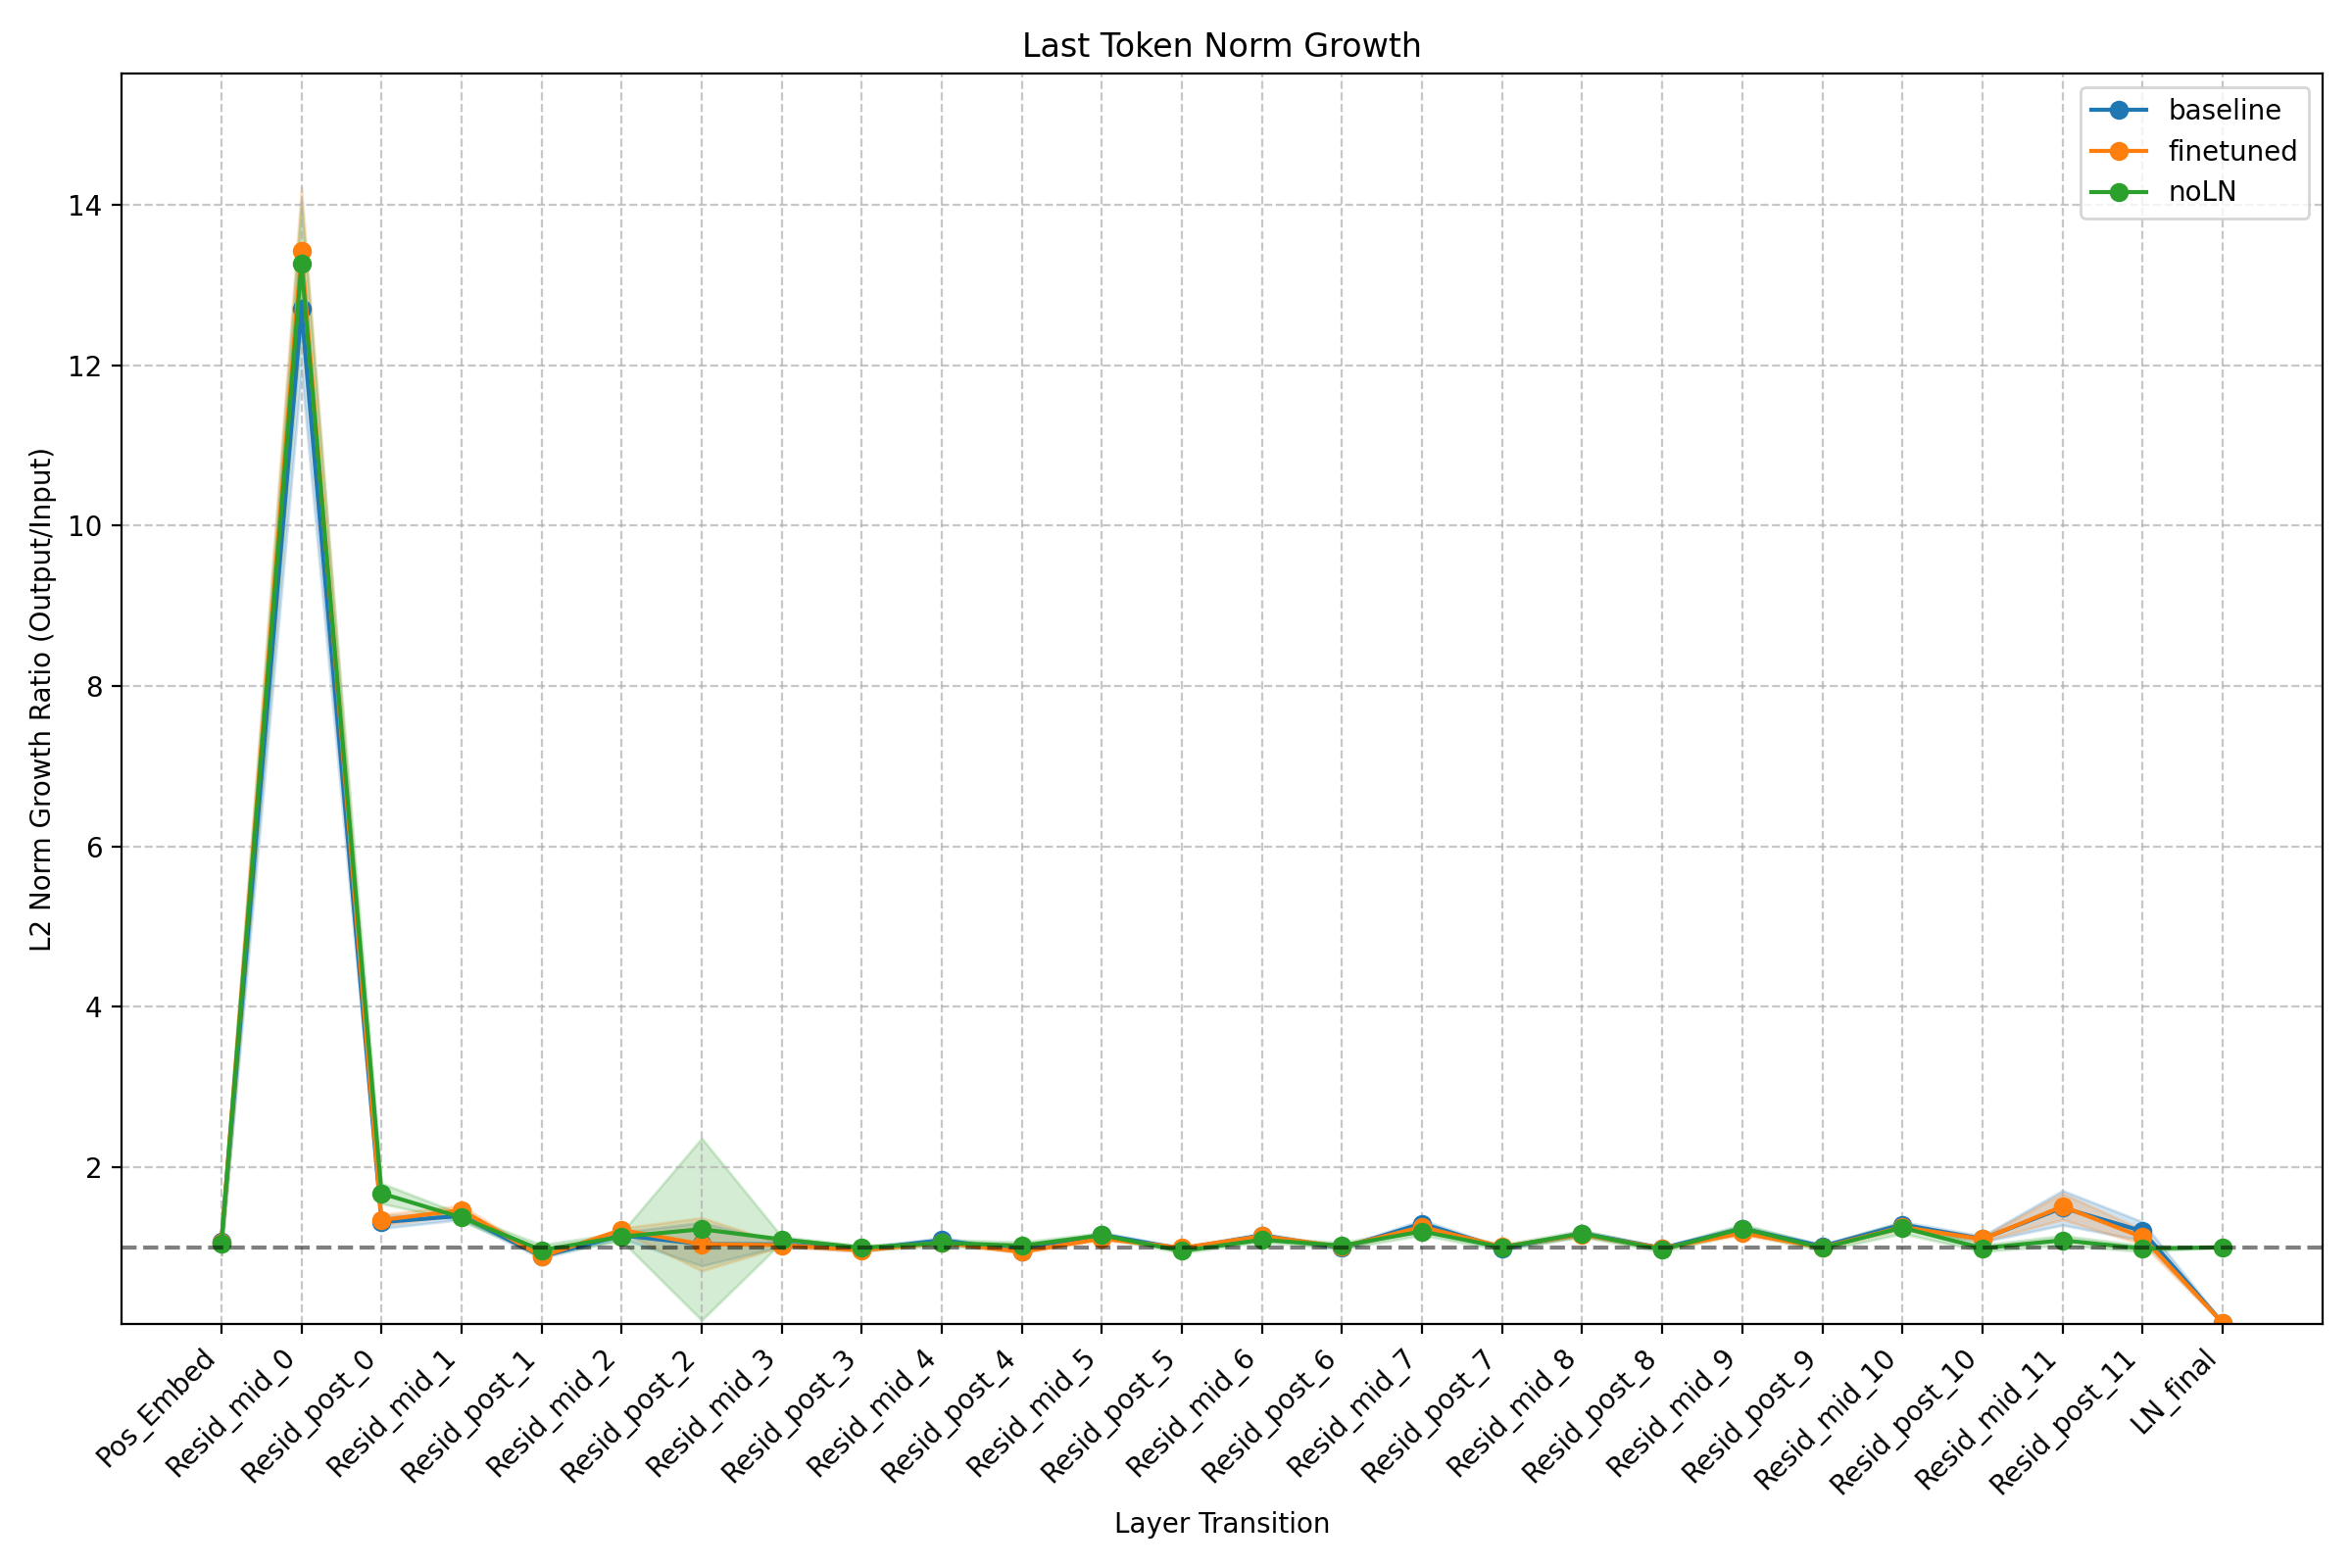 Last Token Norm Growth
baseline
finetuned
noLN
L2 Norm Growth Ratio (Output/Input)
14
12
10
8
6
4
2
Pos_Embed
Resid_mid_0
Resid_post_0
Resid_mid_1
Resid_post_1
Resid_mid_2
Resid_post_2
Resid_mid_3
Resid_post_3
Resid_mid_4
Resid_post_4
Resid_mid_5
Resid_post_5
Resid_mid_6
Resid_post_6
Resid_mid_7
Resid_post_7
Resid_mid_8
Resid_post_8
Resid_mid_9
Resid_post_9
Resid_mid_10
Resid_post_10
Resid_mid_11
Resid_post_11
LN_final
Layer Transition